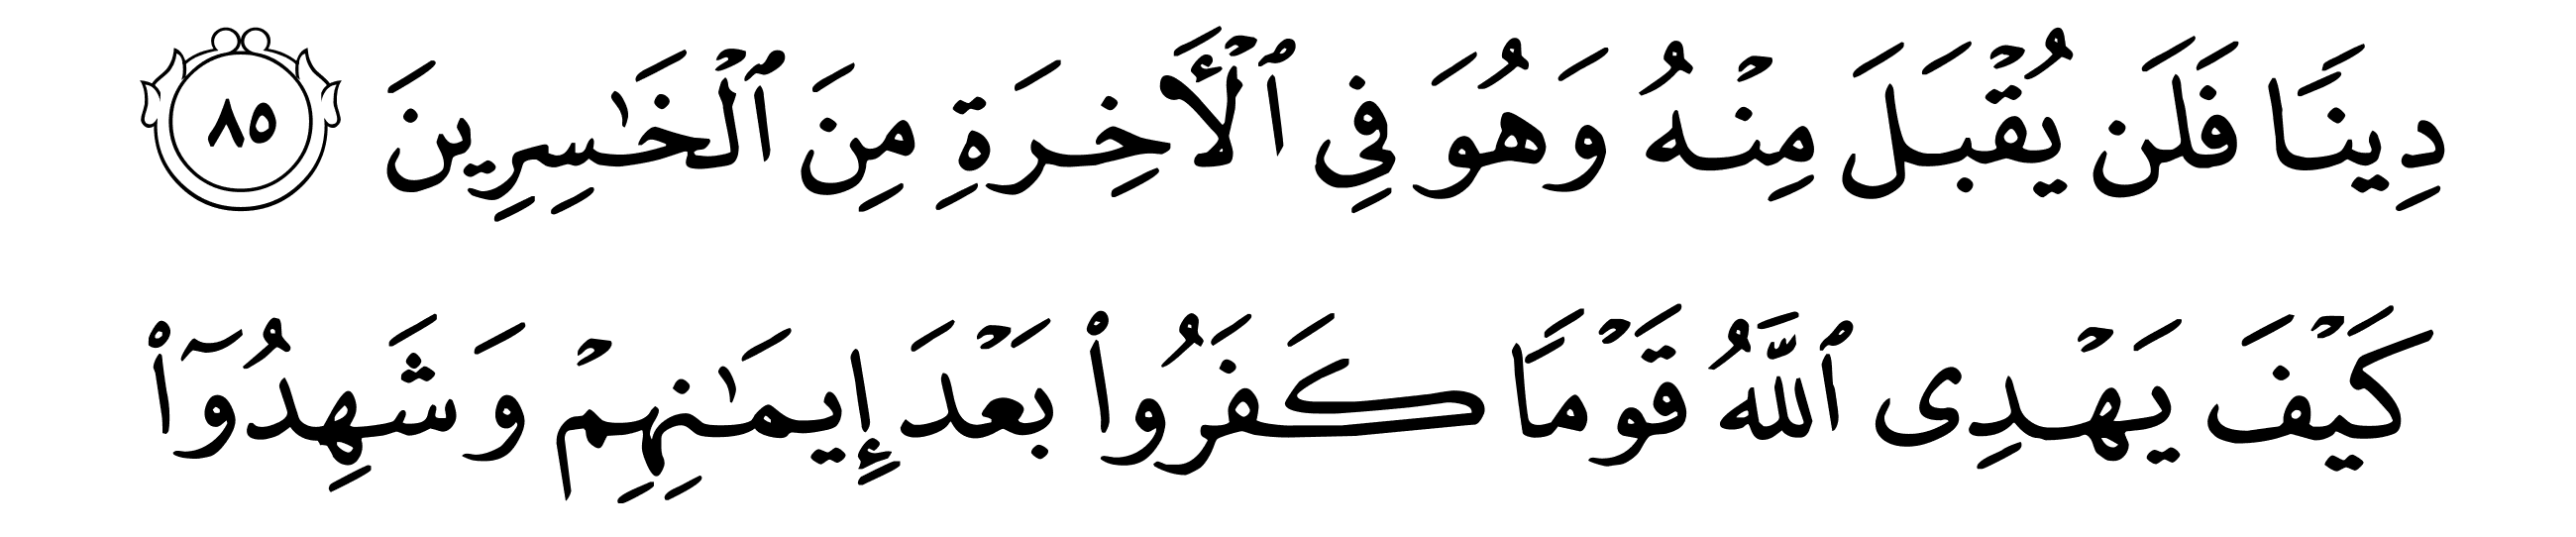 دِينًا فَلَن يُقْبَلَ مِنْهُ وَهُوَ فِي ٱلْأَخِرَةِ مِنَ ٱلْخَٰسِرِينَ ٨٥
كَيْفَ يَهْدِى ٱللَّهُ قَوْمًا كَفَرُوا۟ بَعْدَ إِيمَٰنِهِمْ وَشَهِدُوٓا۟